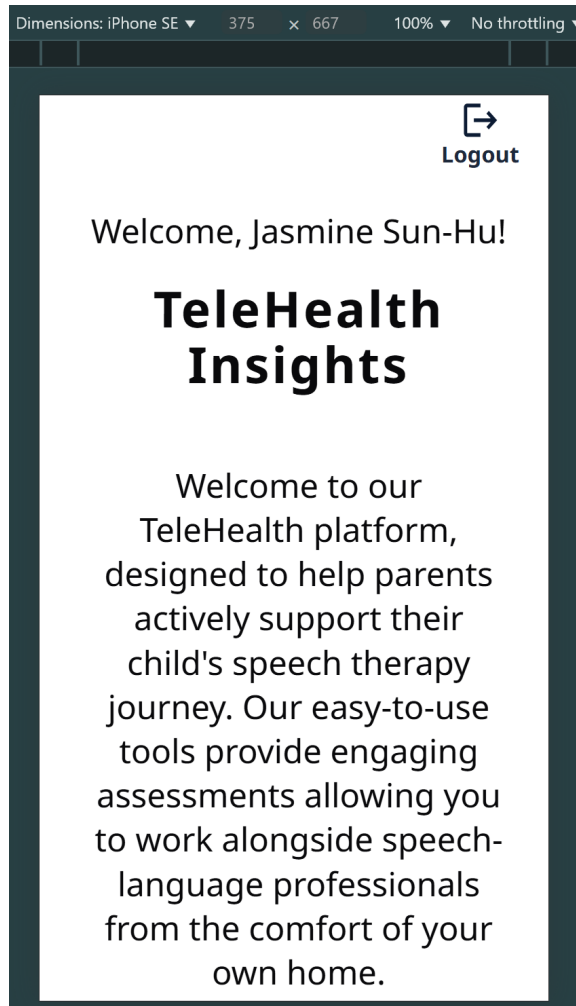 Dimensions: iPhone SE ▼ 375 × 667 100% ▼ No throttling ▼
Logout
Welcome, Jasmine Sun-Hu!
TeleHealth
Insights
Welcome to our
TeleHealth platform,
designed to help parents
actively support their
child's speech therapy
journey. Our easy-to-use
tools provide engaging
assessments allowing you
to work alongside speech-
language professionals
from the comfort of your
own home.